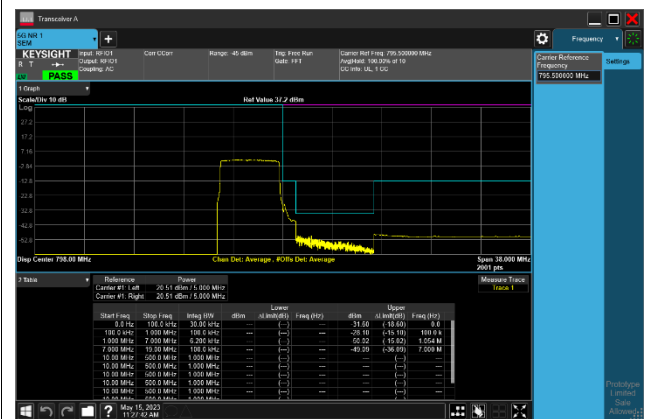 Transceiver A
5G NR 1
SEM
+
Frequency
KEYSIGHT
R T
PASS
Input: RFIO1
Output: RFIO1
Coupling: AC
Corr CCorr
Range: -45 dBm
Trig: Free Run
Gate: FF1
Carrier Ref Freq: 795.500000 MHz
Avg|Hold: 100.00% of 10
CC Info: UL, 1 CC
Carrier Reference
Frequency
795.500000 MHz
Settings
1 Graph
Scale/Div 10 dB
Ref Value 37.2 dBm
Log
27.2
17.2
7.16
-2.84
-12.8
-22.8
-32.8
-42.8
-52.8
Disp Center 798.00 MHz
Chan Det: Average , #Offs Det: Average
Span 38.000 MHz
2001 pts
2 Table
Measure Trace
Trace 1
Reference Power
Carrier #1: Left 20.51 dBm / 5.000 MHz
Carrier #1: Right 20.51 dBm / 5.000 MHz
Lower Upper
Start Freq Stop Freq Integ BW dBm ΔLimit(dB) Freq (Hz) dBm ΔLimit(dB) Freq (Hz)
0.0 Hz 100.0 kHz 30.00 kHz --- (---) --- -31.60 (-18.60) 0.0
100.0 kHz 1.000 MHz 100.0 kHz --- (---) --- -28.10 (-15.10) 100.0 k
1.000 MHz 7.000 MHz 6.200 kHz --- (---) --- 50.02 (-15.02) 1.054 M
7.000 MHz 19.00 MHz 100.0 kHz --- (---) --- -49.09 (-36.09) 7.000 M
10.00 MHz 500.0 MHz 1.000 MHz --- (---) --- --- (---) ---
10.00 MHz 500.0 MHz 1.000 MHz --- (---) --- --- (---) ---
10.00 MHz 500.0 MHz 1.000 MHz --- (---) --- --- (---) ---
10.00 MHz 500.0 MHz 1.000 MHz --- (---) --- --- (---) ---
10.00 MHz 500.0 MHz 1.000 MHz --- (---) --- --- (---) ---
Prototype
Limited
Sale
Allowed
?
May 15, 2023
11:27:42 AM